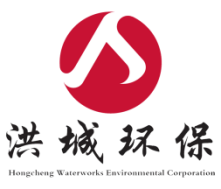 洪城环保
Hongcheng Waterworks Environmental Corporation